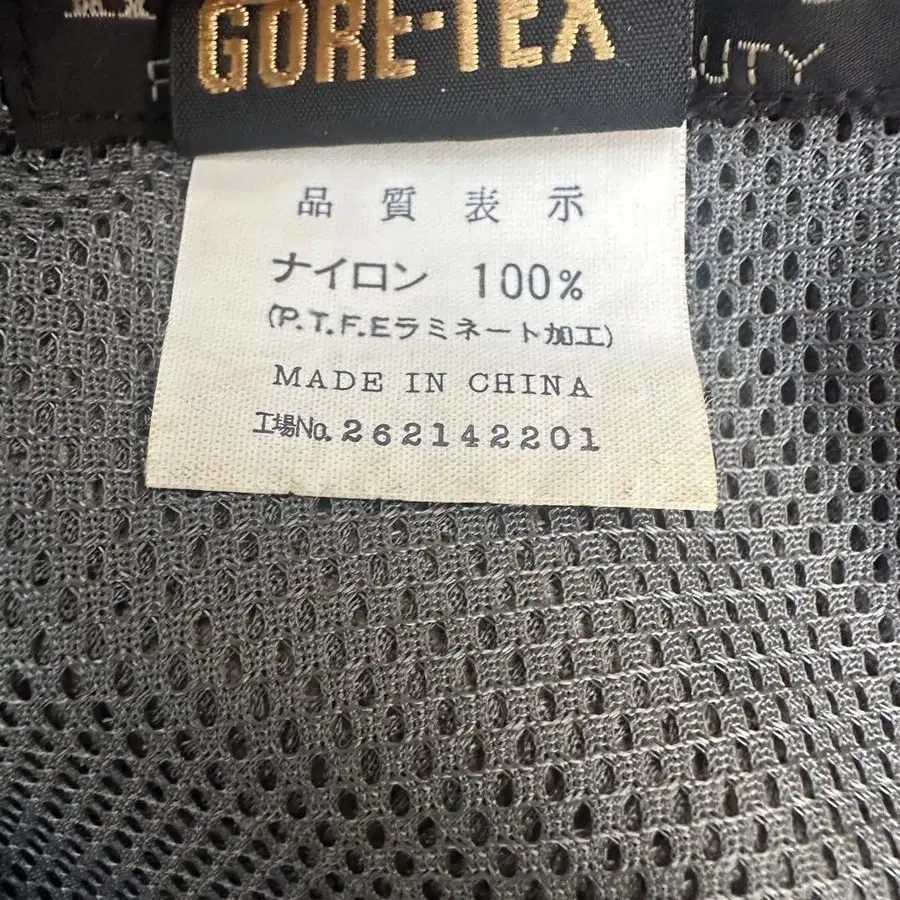 GORE-TEX
UTY
品質表示
ナイロン 100%
(P.T.F.Eラミネート加工)
MADE IN CHINA
工場No.262142201